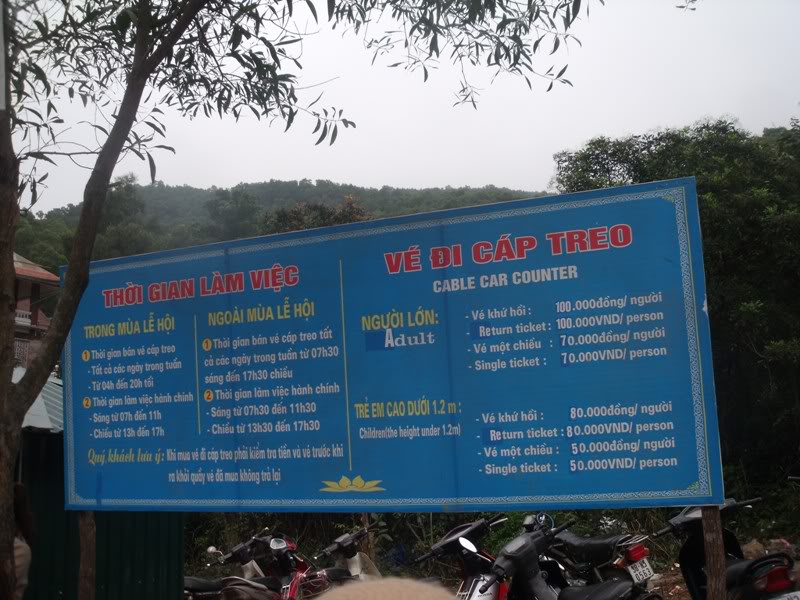 THỜI GIAN LÀM VIỆC
TRONG MÙA LỄ HỘI
1 Thời gian bán vé cáp treo
- Tất cả các ngày trong tuần
- Từ 04h đến 20h tối
2 Thời gian làm việc hành chính
- Sáng từ 07h đến 11h
- Chiều từ 13h đến 17h
NGOÀI MÙA LỄ HỘI
1 Thời gian bán vé cáp treo tất
cả các ngày trong tuần từ 07h30
sáng đến 17h30 chiều
2 Thời gian làm việc hành chính
- Sáng từ 07h30 đến 11h30
- Chiều từ 13h30 đến 17h30
Quý khách lưu ý: Khi mua vé đi cáp treo phải kiểm tra tiền và vé trước khi
ra khỏi quầy vé đã mua không trả lại
VÉ ĐI CÁP TREO
CABLE CAR COUNTER
NGƯỜI LỚN:
Adult
- Vé khứ hồi : 100.000đồng/ người
Return ticket: 100.000VND/ person
- Vé một chiều : 70.000đồng/ người
- Single ticket : 70.000VND/ person
TRẺ EM CAO DƯỚI 1.2 m :
Children(the height under 1.2m)
- Vé khứ hồi : 80.000đồng/ người
Return ticket: 80.000VND/ person
- Vé một chiều: 50.000đồng/ người
- Single ticket : 50.000VND/ person